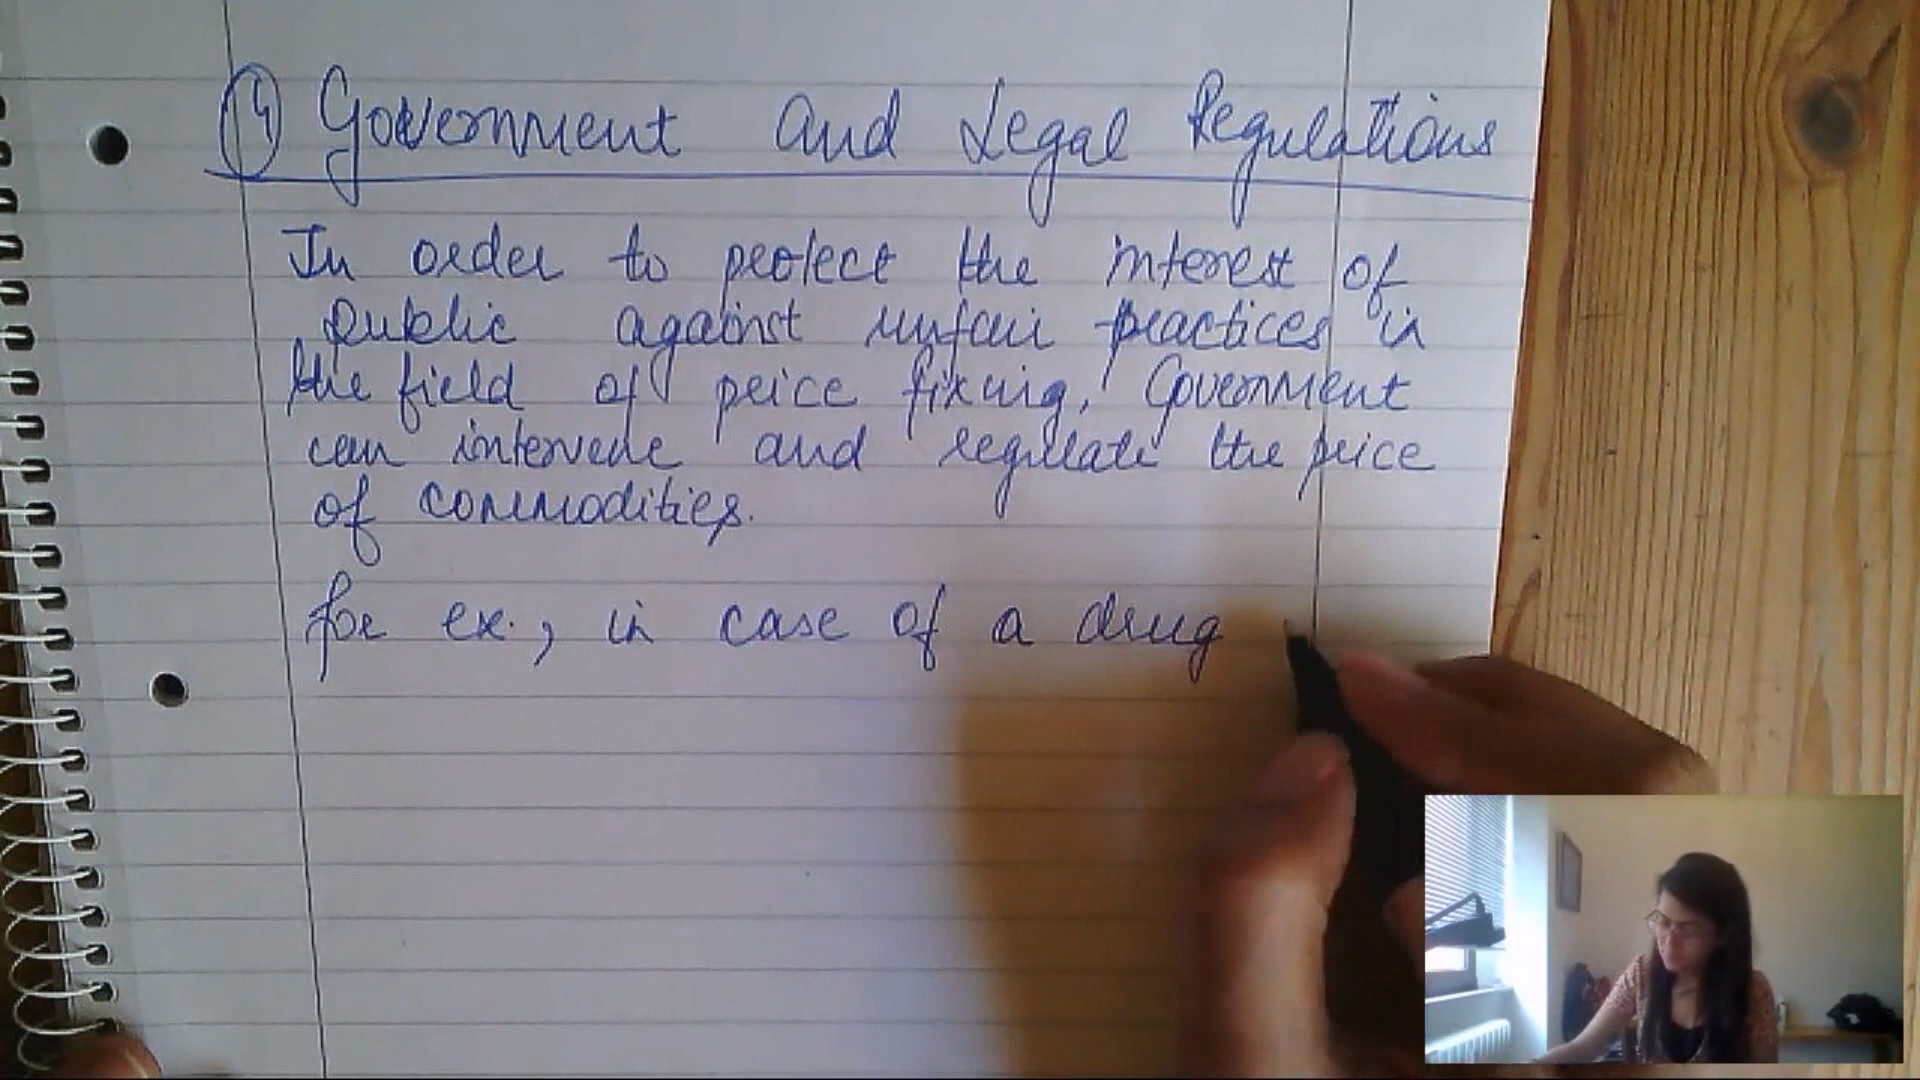 4 Government and Legal Regulations
In order to protect the interest of
public against unfair practices in
the field of price fixing, Government
can intervene and regulate the price
of commodities.
for ex., in case of a drug